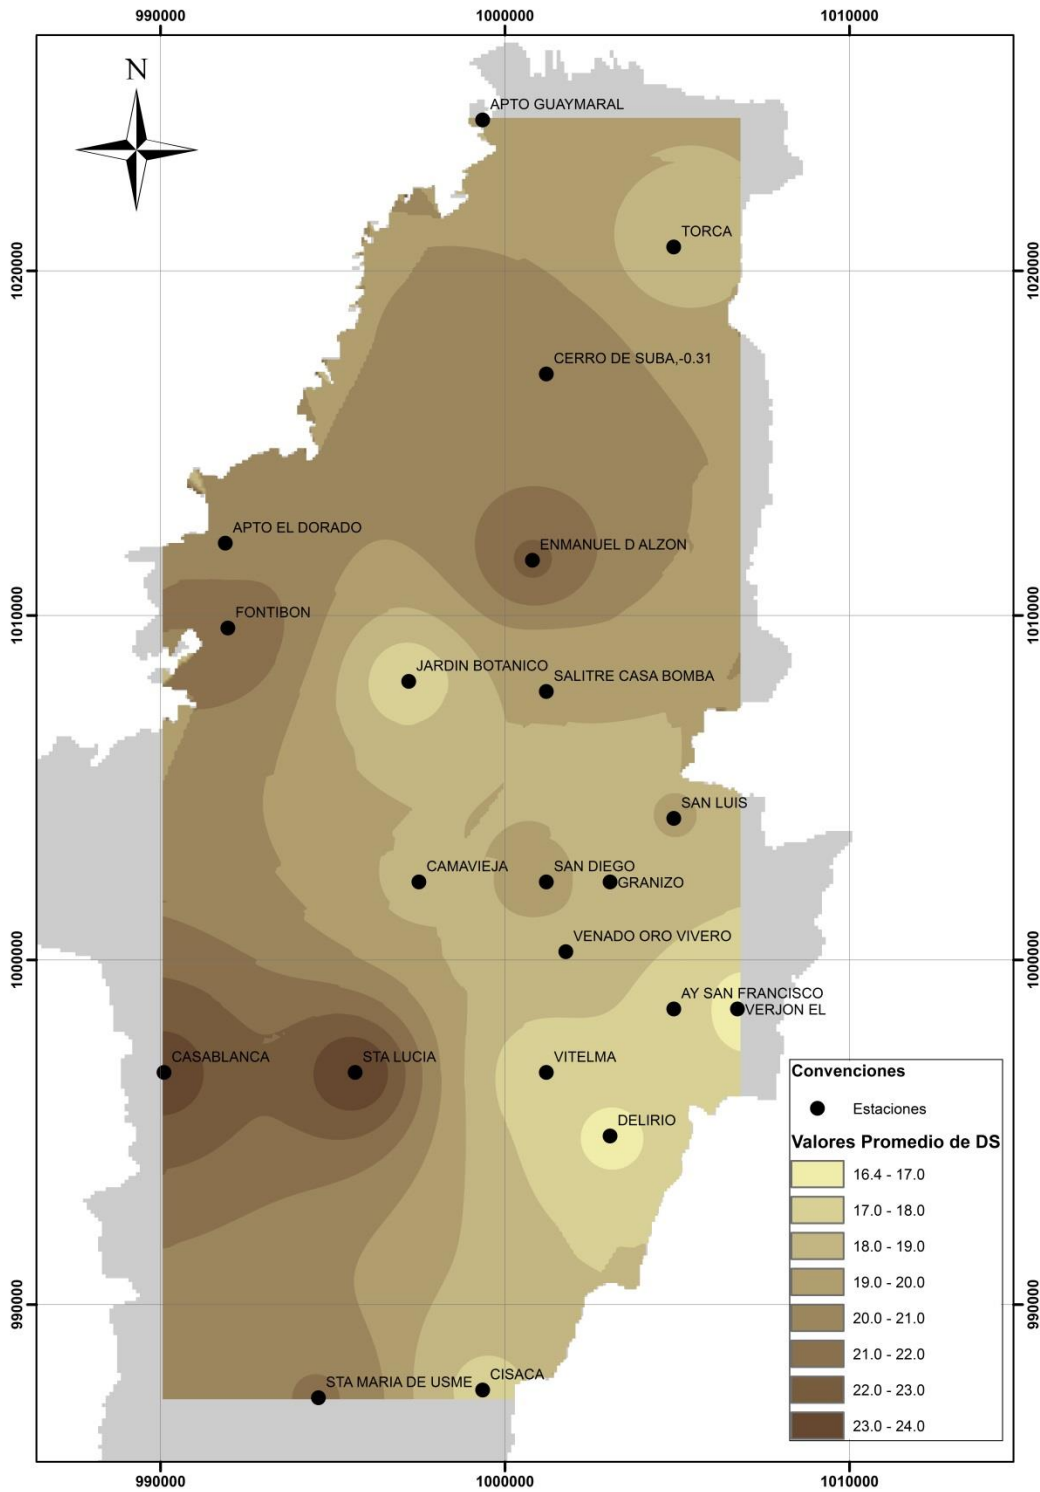 990000
1000000
1010000
N
APTO GUAYMARAL
TORCA
1020000
1020000
CERRO DE SUBA,-0.31
APTO EL DORADO
ENMANUEL D ALZON
FONTIBON
1010000
1010000
JARDIN BOTANICO
SALITRE CASA BOMBA
SAN LUIS
CAMAVIEJA
SAN DIEGO
GRANIZO
VENADO ORO VIVERO
1000000
1000000
AY SAN FRANCISCO
VERJON EL
CASABLANCA
STA LUCIA
VITELMA
DELIRIO
Convenciones
Estaciones
Valores Promedio de DS
16.4 - 17.0
17.0 - 18.0
18.0 - 19.0
19.0 - 20.0
20.0 - 21.0
21.0 - 22.0
22.0 - 23.0
23.0 - 24.0
990000
990000
STA MARIA DE USME
CISACA
990000
1000000
1010000